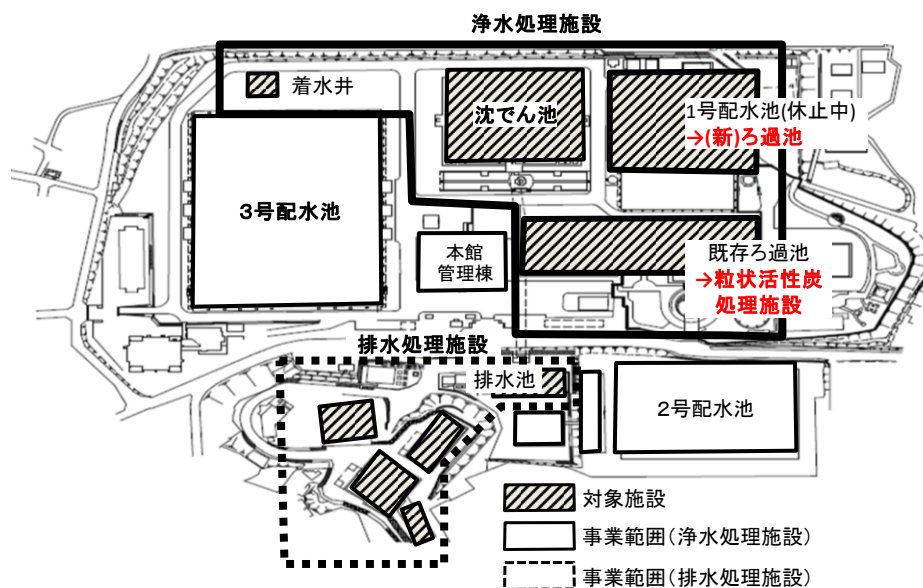 浄水処理施設
着水井
沈でん池
1号配水池(休止中)
→(新)ろ過池
3号配水池
本館
管理棟
既存ろ過池
→粒状活性炭
処理施設
排水処理施設
排水池
2号配水池
対象施設
事業範囲(浄水処理施設)
事業範囲(排水処理施設)